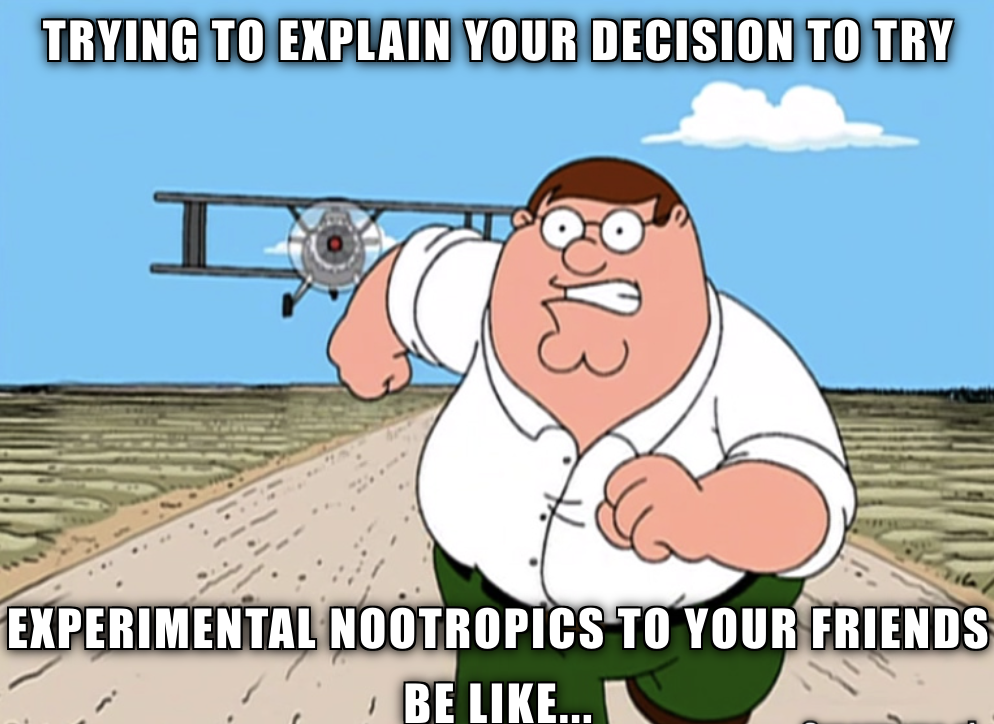 TRYING TO EXPLAIN YOUR DECISION TO TRY
EXPERIMENTAL NOOTROPICS TO YOUR FRIENDS
BE LIKE...